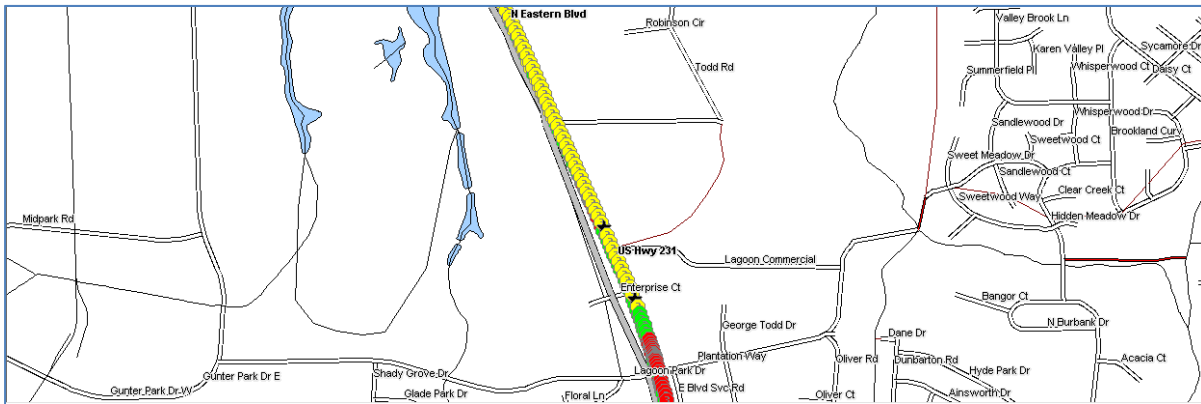 N Eastern Blvd
Robinson Cir
Valley Brook Ln
Karen Valley Pl
Sycamore Dr
Todd Rd
Summerfield Pl
Whisperwood Ct
Daisy Ct
Whisperwood Dr
Sandlewood Dr
Brookland Curv
Sweetwood Ct
Sweet Meadow Dr
Sandlewood Ct
Clear Creek Ct
Sweetwood Way
Hidden Meadow Dr
Midpark Rd
US Hwy 231
Lagoon Commercial
Enterprise Ct
Bangor Ct
George Todd Dr
N Burbank Dr
Dane Dr
Plantation Way
Oliver Rd
Dunbarton Rd
Acacia Ct
Lagoon Park Dr
Hyde Park Dr
Gunter Park Dr E
Shady Grove Dr
Gunter Park Dr W
Glade Park Dr
Floral Ln
E Blvd Svc Rd
Oliver Ct
Ainsworth Dr